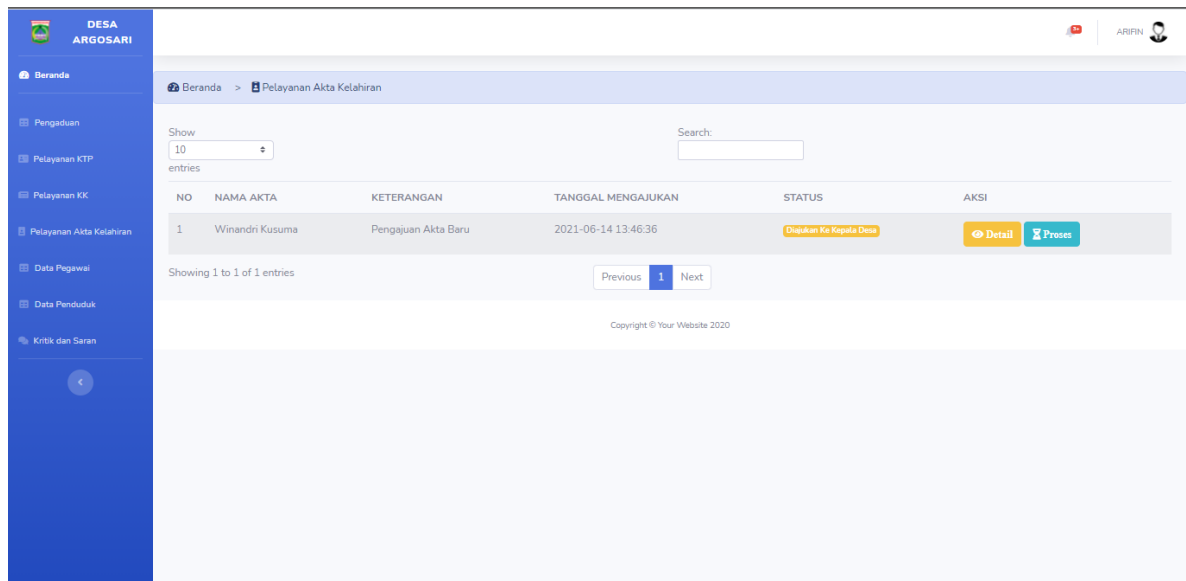 DESA
ARGOSARI
3+
ARIFIN
Beranda
Pengaduan
Pelayanan KTP
Pelayanan KK
Pelayanan Akta Kelahiran
Data Pegawai
Data Penduduk
Kritik dan Saran
Beranda > Pelayanan Akta Kelahiran
Show
10
entries
Search:
NO NAMA AKTA KETERANGAN TANGGAL MENGAJUKAN STATUS AKSI
1 Winandri Kusuma Pengajuan Akta Baru 2021-06-14 13:46:36 Diajukan Ke Kepala Desa Detail Proses
Showing 1 to 1 of 1 entries
Previous 1 Next
Copyright © Your Website 2020